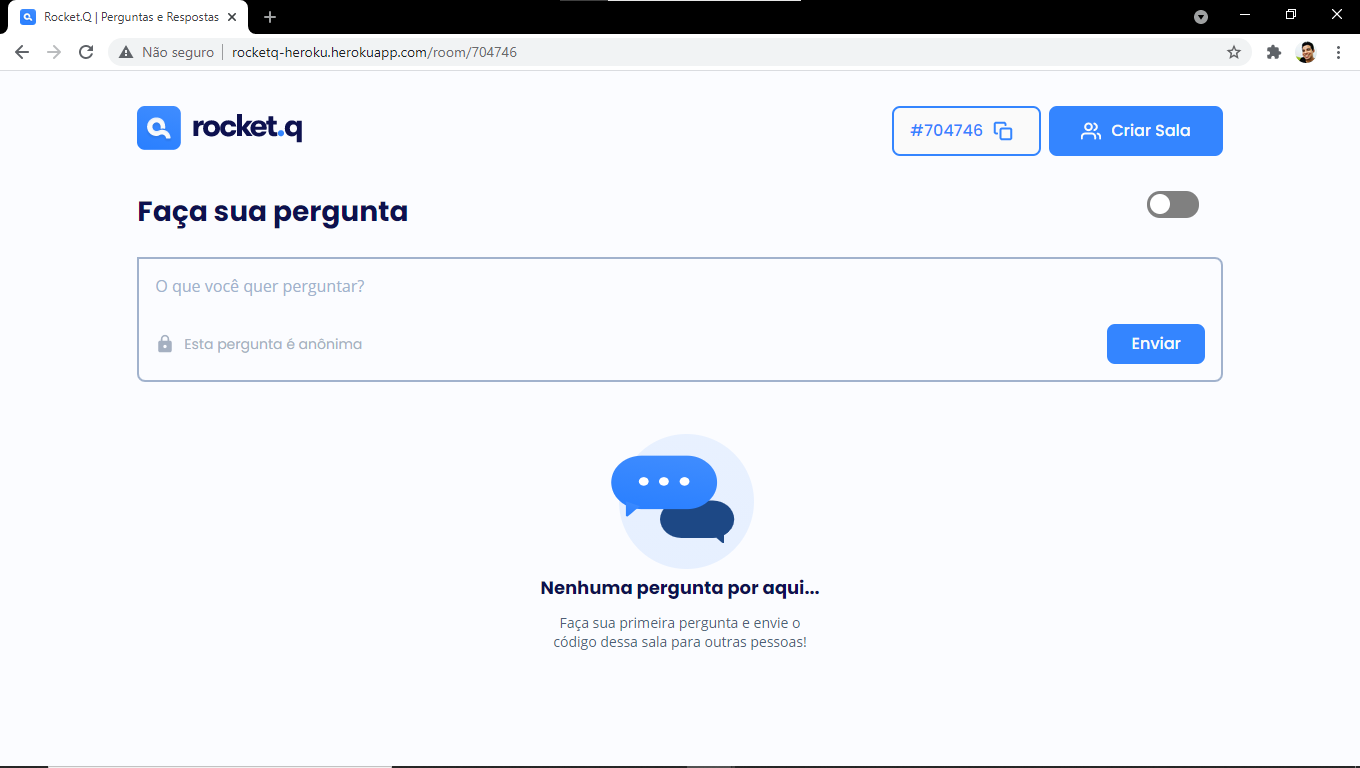 Rocket.Q | Perguntas e Respostas
Não seguro
rocketq-heroku.herokuapp.com/room/704746
rocket.q
#704746
Criar Sala
Faça sua pergunta
O que você quer perguntar?
Esta pergunta é anônima
Enviar
Nenhuma pergunta por aqui...
Faça sua primeira pergunta e envie o
código dessa sala para outras pessoas!